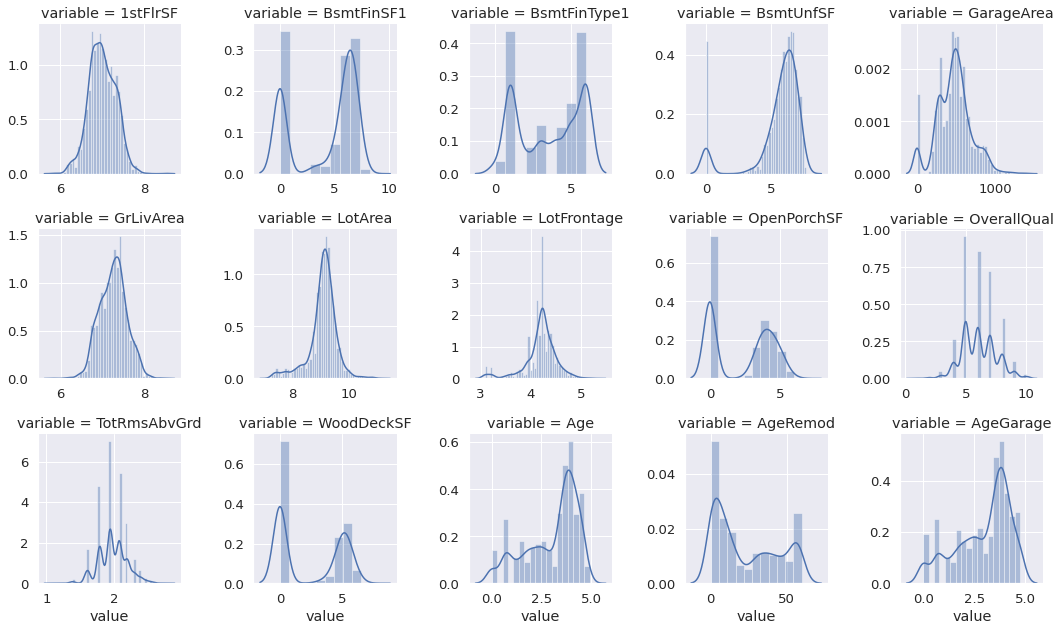 variable = 1stFlrSF variable = BsmtFinSF1 variable = BsmtFinType1 variable = BsmtUnfSF variable = GarageArea
1.0 0.3 0.4 0.4 0.002
0.5 0.2 0.3 0.2 0.001
0.0 0.1 0.2 0.0 0.000
0.0 0.1
0.0
6 8 0 5 10 0 5 0 5 0 1000
variable = GrLivArea variable = LotArea variable = LotFrontage variable = OpenPorchSF variable = OverallQual
1.5 1.0 4 0.6 1.00
1.0 0.5 3 0.4 0.75
0.5 0.0 2 0.2 0.50
0.0 1 0.0 0.25
0 0.00
6 8 8 10 3 4 5 0 5 0 5 10
variable = TotRmsAbvGrd variable = WoodDeckSF variable = Age variable = AgeRemod variable = AgeGarage
6 0.6 0.6 0.04 0.4
4 0.4 0.4 0.02 0.2
2 0.2 0.2 0.00 0.0
0 0.0 0.0
1 2 0 5 0.0 2.5 5.0 0 50 0.0 2.5 5.0
value value value value value